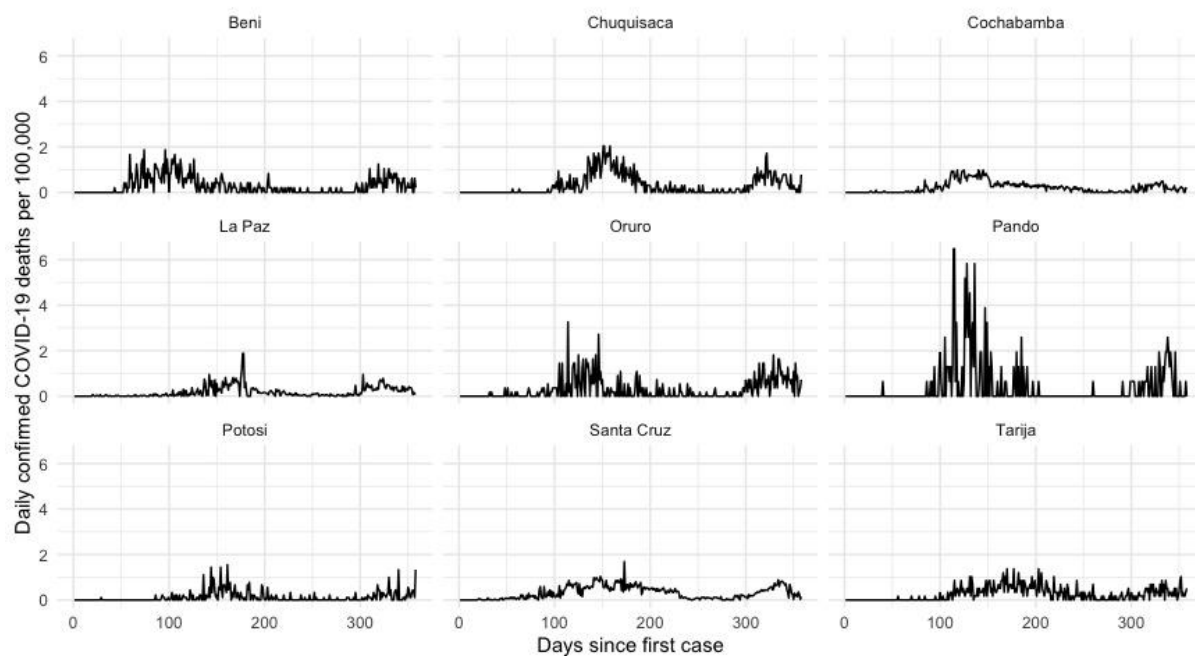 Beni
Chuquisaca
Cochabamba
6
4
2
0
La Paz
Oruro
Pando
6
4
2
0
Potosi
Santa Cruz
Tarija
6
4
2
0
0 100 200 300
0 100 200 300
0 100 200 300
Days since first case
Daily confirmed COVID-19 deaths per 100,000